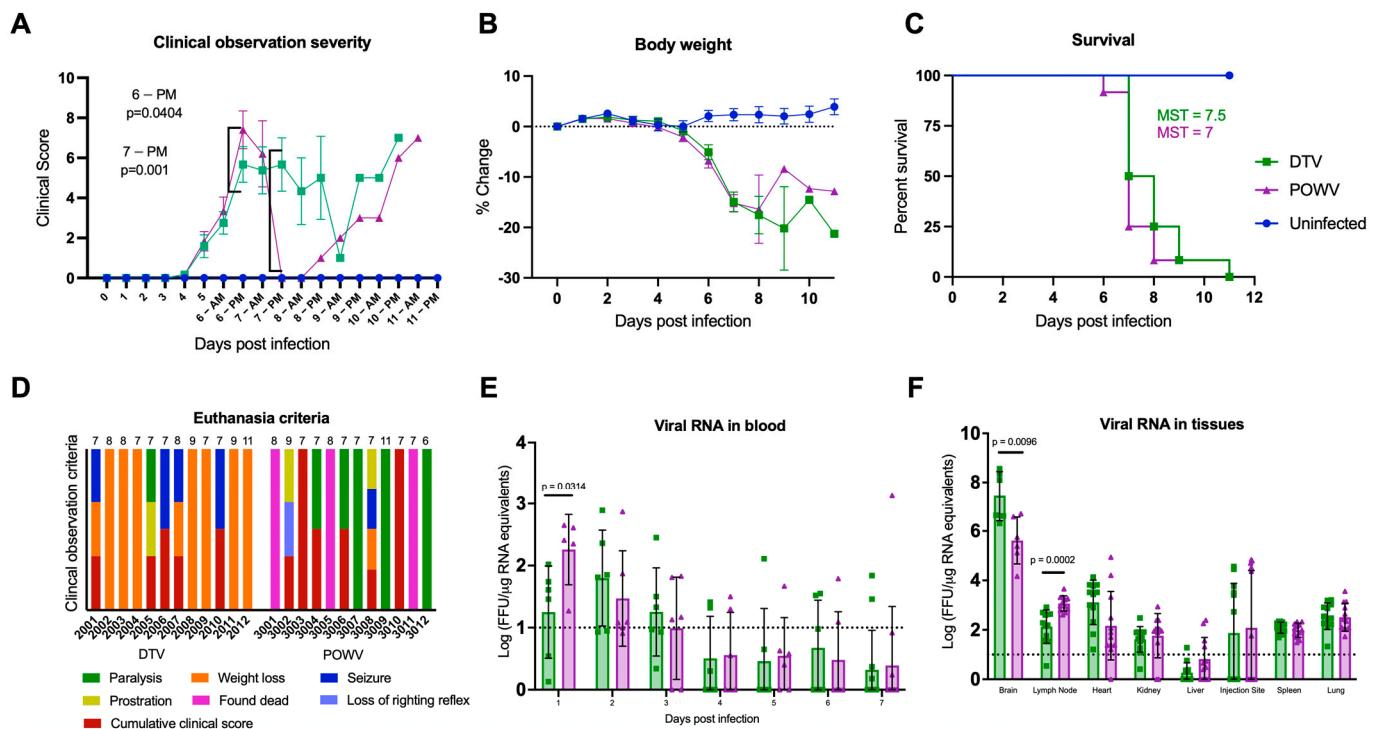 A
Clinical observation severity
6 – PM
p=0.0404
7 – PM
p=0.001
10
8
6
4
2
0
Clinical Score
0
1
2
3
4
5
6 – AM
6 – PM
7 – AM
7 – PM
8 – AM
8 – PM
9 – AM
9 – PM
10 – AM
10 – PM
11 – AM
11 – PM
Days post infection
B
Body weight
10
0
-10
-20
-30
% Change
0 2 4 6 8 10
Days post infection
C
Survival
100
75
50
25
0
Percent survival
MST = 7.5
MST = 7
0 2 4 6 8 10 12
Days post infection
DTV
POWV
Uninfected
D
Euthanasia criteria
7 8 8 7 7 7 8 9 7 7 9 11 8 9 7 7 8 7 7 7 11 7 7 6
Clinical observation criteria
2001 2002 2003 2004 2005 2006 2007 2008 2009 2010 2011 2012 3001 3002 3003 3004 3005 3006 3007 3008 3009 3010 3011 3012
DTV POWV
Paralysis Weight loss Seizure
Prostration Found dead Loss of righting reflex
Cumulative clinical score
E
Viral RNA in blood
4
3
2
1
0
Log (FFU/μg RNA equivalents)
p = 0.0314
1 2 3 4 5 6 7
Days post infection
F
Viral RNA in tissues
10
8
6
4
2
0
Log (FFU/μg RNA equivalents)
p = 0.0096
p = 0.0002
Brain Lymph Node Heart Kidney Liver Injection Site Spleen Lung